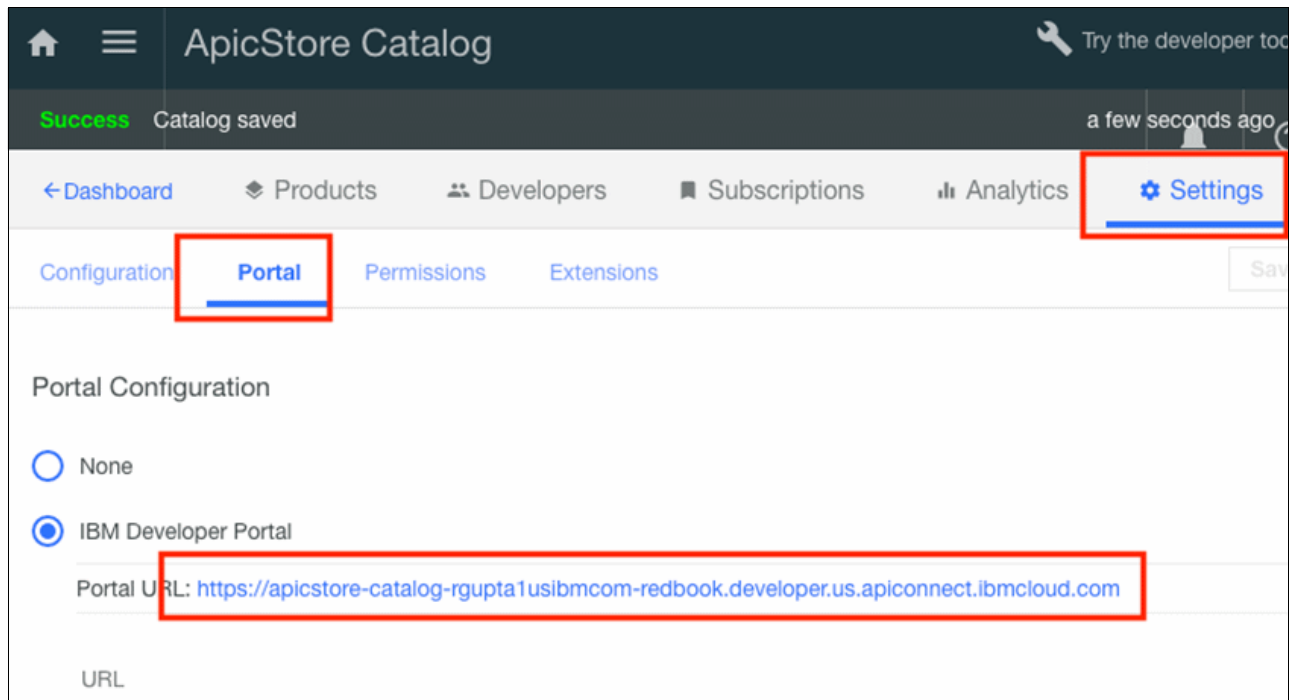 ApicStore Catalog
Try the developer too
Success Catalog saved a few seconds ago
Dashboard Products Developers Subscriptions Analytics Settings
Configuration Portal Permissions Extensions Sav
Portal Configuration
None
IBM Developer Portal
Portal URL: https://apicstore-catalog-rgupta1usibmcom-redbook.developer.us.apiconnect.ibmcloud.com
URL